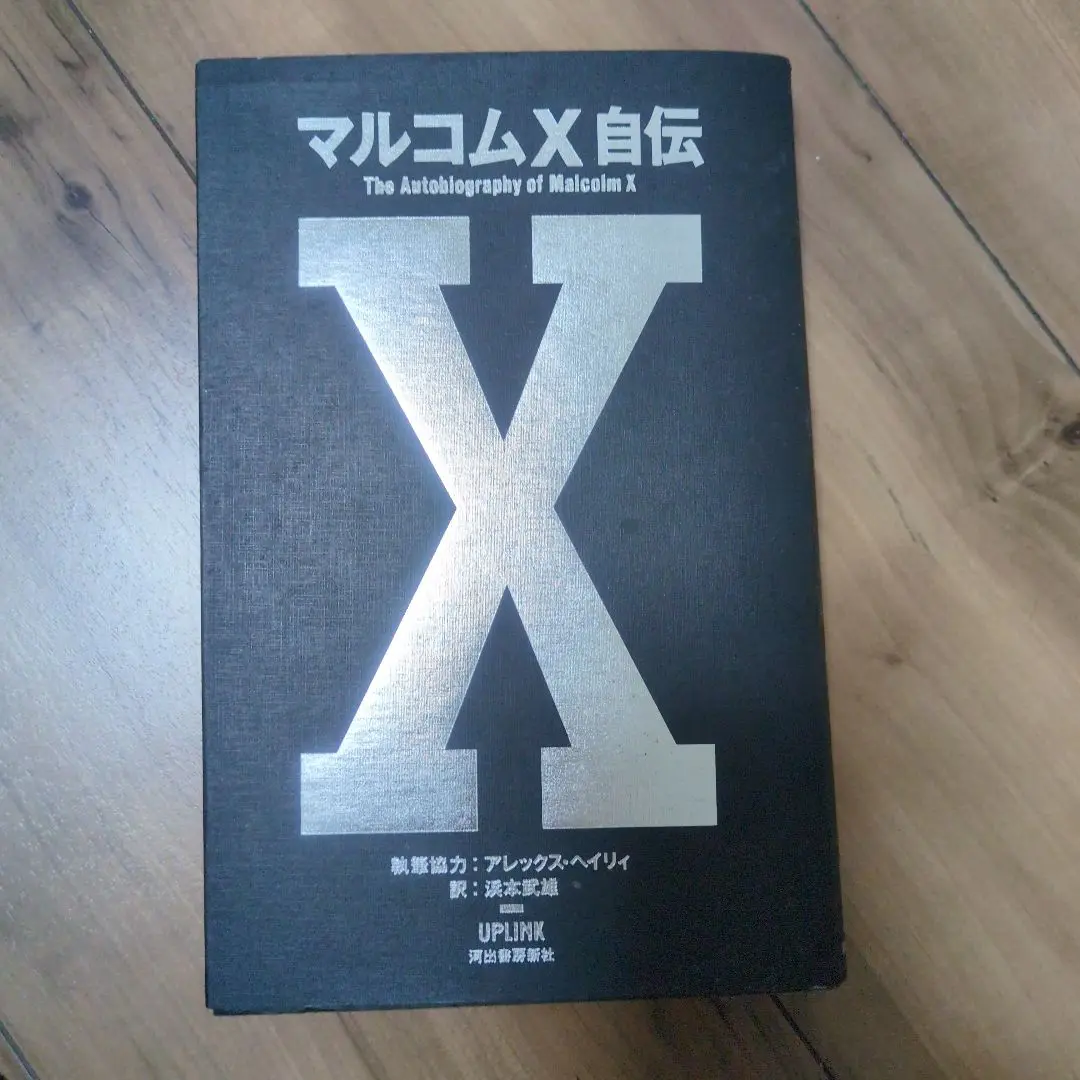 マルコムX自伝
The Autobiography of Malcolm X
X
執筆協力：アレックス・ヘイリィ
訳：浜本武雄
UPLINK
河出書房新社